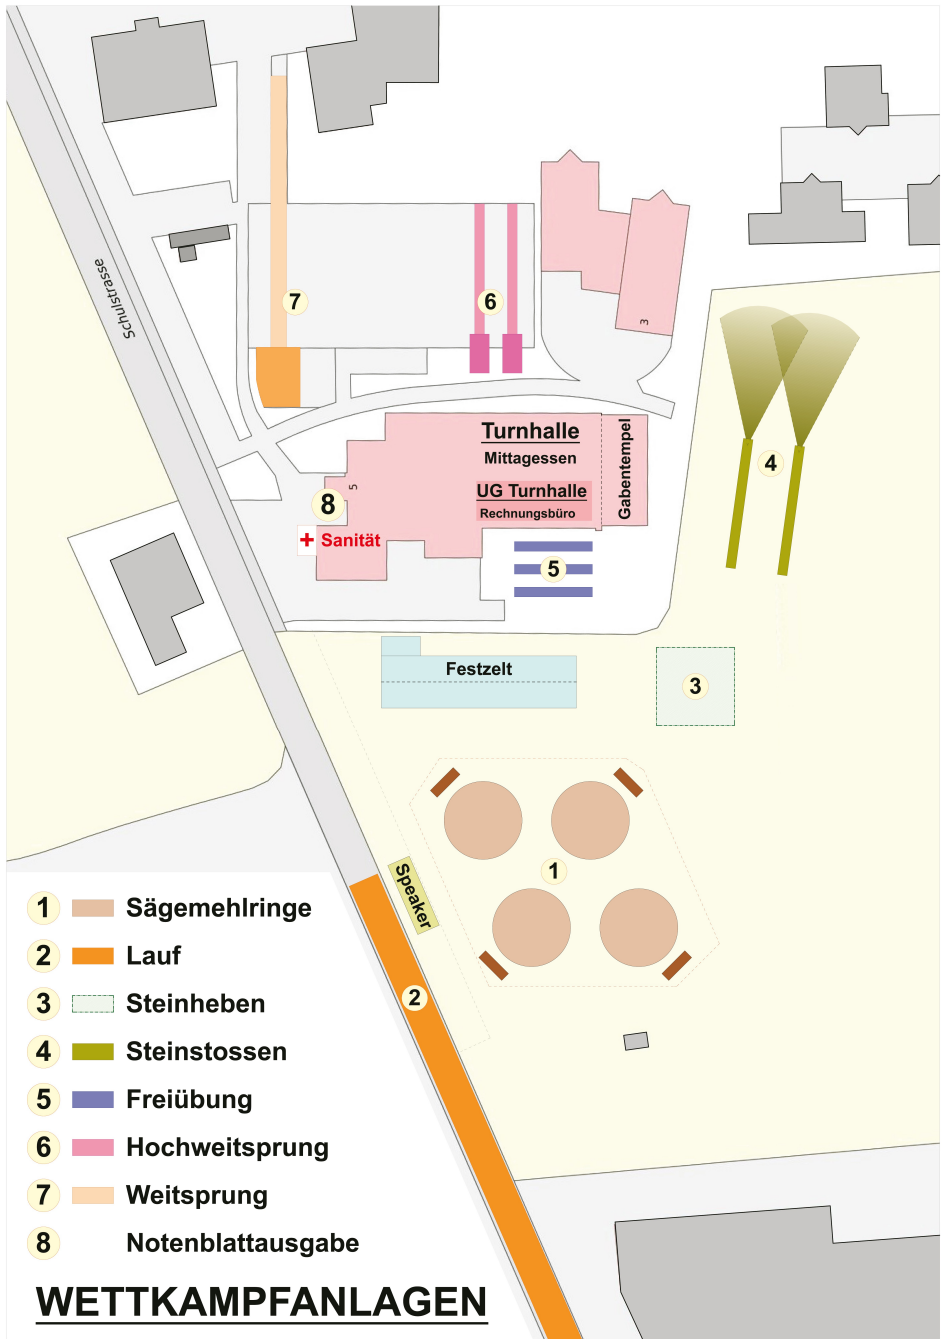 Schulstrasse
7
6
3
4
Turnhalle
Mittagessen
Gabentempel
5
8
UG Turnhalle
Rechnungsbüro
Sanität
5
Festzelt
3
1
Speaker
2
1 Sägemehlringe
2 Lauf
3 Steinheben
4 Steinstossen
5 Freiübung
6 Hochweitsprung
7 Weitsprung
8 Notenblattausgabe
WETTKAMPFANLAGEN